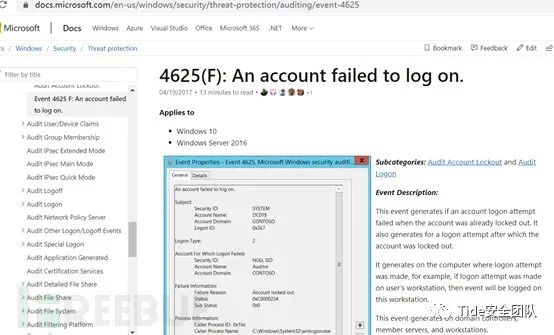 docs.microsoft.com/en-us/windows/security/threat-protection/auditing/event-4625
Microsoft
Docs
Windows
Office
Microsoft 365
Azure
.NET
More
Docs / Windows / Security / Threat protection
Bookmark
Feedback
Edit
Filter by title
Audit Account Lockout
Event 4625 F: An account failed
to log on.
Audit User/Device Claims
Audit Group Membership
Audit IPsec Extended Mode
Audit IPsec Main Mode
Audit IPsec Quick Mode
Audit Logoff
Audit Logon
Audit Network Policy Server
Audit Other Logon/Logoff Events
Audit Special Logon
Audit Application Generated
Audit Certification Services
Audit Detailed File Share
Audit File Share
Audit File System
Audit Filtering Platform
4625(F): An account failed to log on.
04/19/2017 • 13 minutes to read •
+1
Applies to
• Windows 10
• Windows Server 2016
Event Properties - Event 4625, Microsoft Windows security auditi
General
Details
An account failed to log on.
Subject:
Security ID: SYSTEM
Account Name: DC01$
Account Domain: CONTOSO
Logon ID: 0x3E7
Logon Type: 2
Account For Which Logon Failed:
Security ID: NULL SID
Account Name: Auditor
Account Domain: CONTOSO
Failure Information:
Failure Reason: Account locked out.
Status: 0xC0000234
Sub Status: 0x0
Process Information:
Caller Process ID: 0x1bc
Caller Process Name: C:\Windows\System32\winlogon.exe
Subcategories: Audit Account Lockout and Audit
Logon
Event Description:
This event generates if an account logon attempt
failed when the account was already locked out. It
also generates for a logon attempt after which the
account was locked out.
It generates on the computer where logon
attempt was made, for example, if logon attempt was made
on user's workstation, then event will be logged on
this workstation.
This event generates on domain controllers,
member servers, and workstations.
REEBUF
Tide安全团队